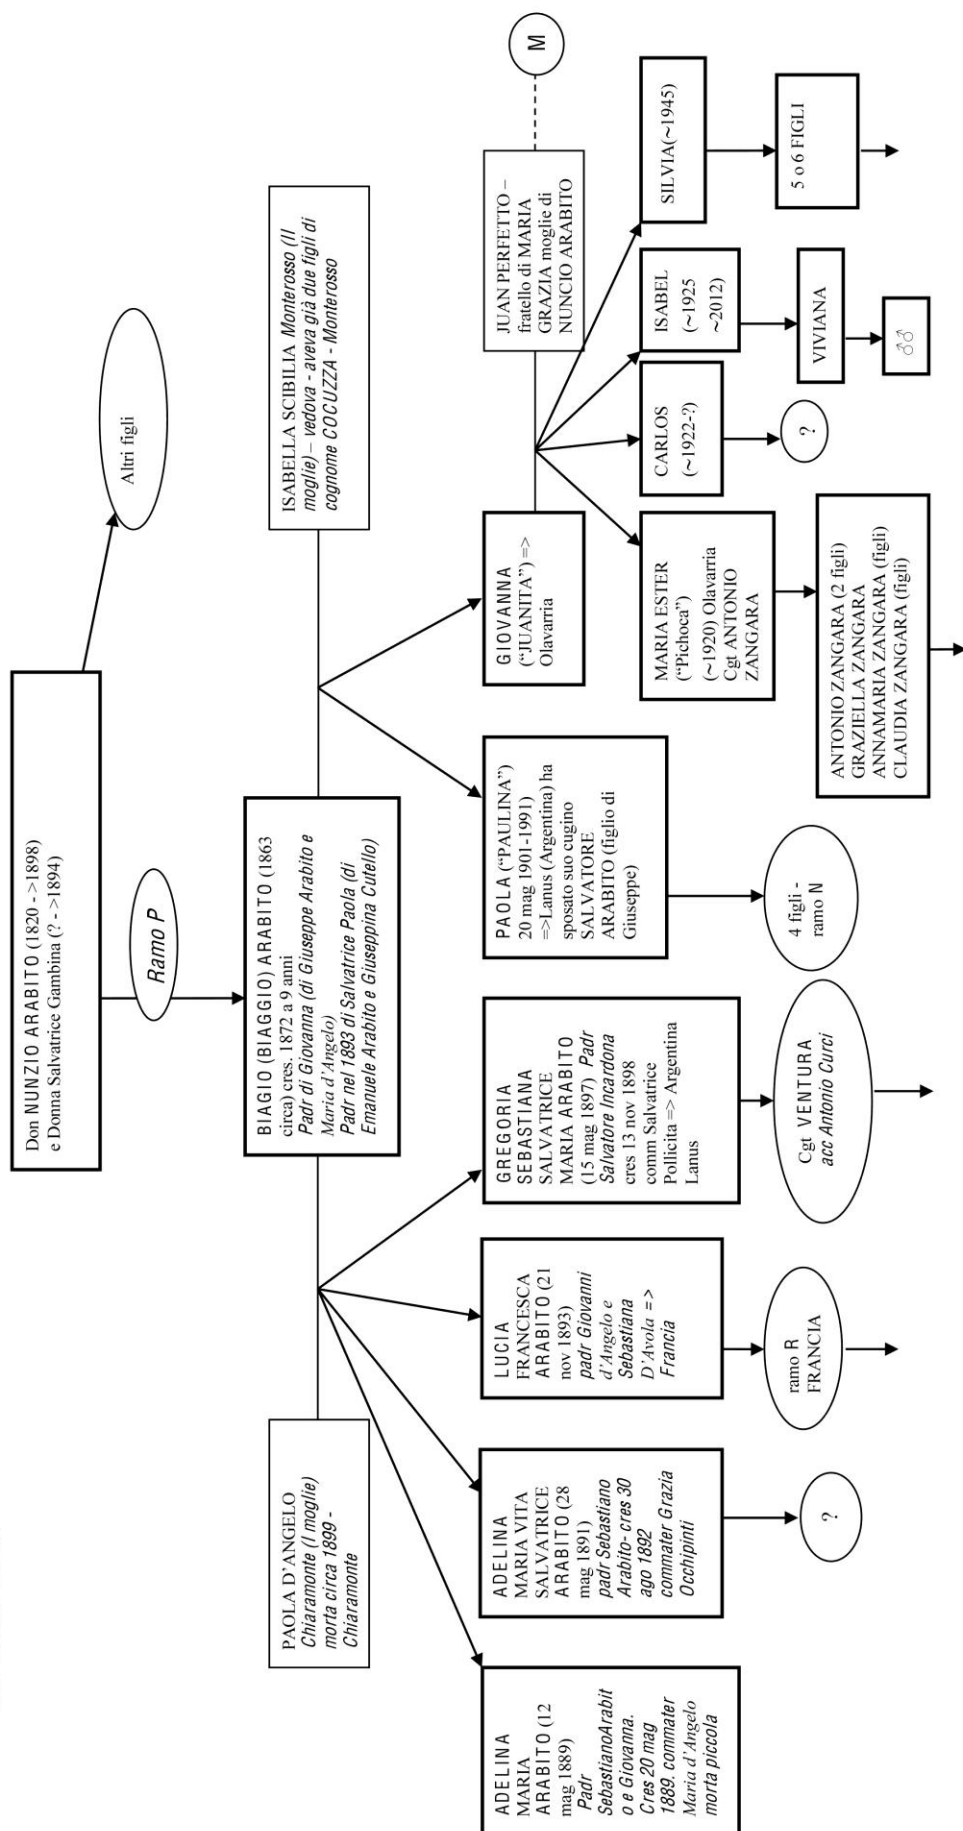 Don NUNZIO ARABITO (1820 - >1898)
e Donna Salvatrice Gambina (? - >1894)
Altri figli
Ramo P
PAOLA D'ANGELO
Chiaramonte (I moglie)
morta circa 1899 -
Chiaramonte
BIAGIO (BIAGGIO) ARABITO (1863
circa) cres. 1872 a 9 anni
Padr di Giovanna (di Giuseppe Arabito e
Maria d'Angelo)
Padr nel 1893 di Salvatrice Paola (di
Emanuele Arabito e Giuseppina Cutello)
ISABELLA SCIBILIA Monterosso (II
moglie) – vedova - aveva già due figli di
cognome COCUZZA - Monterosso
ADELINA
MARIA
ARABITO (12
mag 1889)
Padr
SebastianoArabit
o e Giovanna.
Cres 20 mag
1889. commater
Maria d'Angelo
morta piccola
ADELINA
MARIA VITA
SALVATRICE
ARABITO (28
mag 1891)
padr Sebastiano
Arabito- cres 30
ago 1892
commater Grazia
Occhipinti
LUCIA
FRANCESCA
ARABITO (21
nov 1893)
padr Giovanni
d'Angelo e
Sebastiana
D'Avola =>
Francia
GREGORIA
SEBASTIANA
SALVATRICE
MARIA ARABITO
(15 mag 1897) Padr
Salvatore Incardona
cres 13 nov 1898
comm Salvatrice
Pollicita => Argentina
Lanus
PAOLA ("PAULINA")
20 mag 1901-1991)
=>Lanus (Argentina) ha
sposato suo cugino
SALVATORE
ARABITO (figlio di
Giuseppe)
GIOVANNA
("JUANITA") =>
Olavarria
JUAN PERFETTO –
fratello di MARIA
GRAZIA moglie di
NUNCIO ARABITO
M
?
ramo R
FRANCIA
Cgt VENTURA
acc Antonio Curci
4 figli -
ramo N
MARIA ESTER
("Pichoca")
(~1920) Olavarria
Cgt ANTONIO
ZANGARA
CARLOS
(~1922-?)
ISABEL
(~1925
~2012)
SILVIA(~1945)
ANTONIO ZANGARA (2 figli)
GRAZIELLA ZANGARA
ANNAMARIA ZANGARA (figli)
CLAUDIA ZANGARA (figli)
?
VIVIANA
5 o 6 FIGLI
♂♂